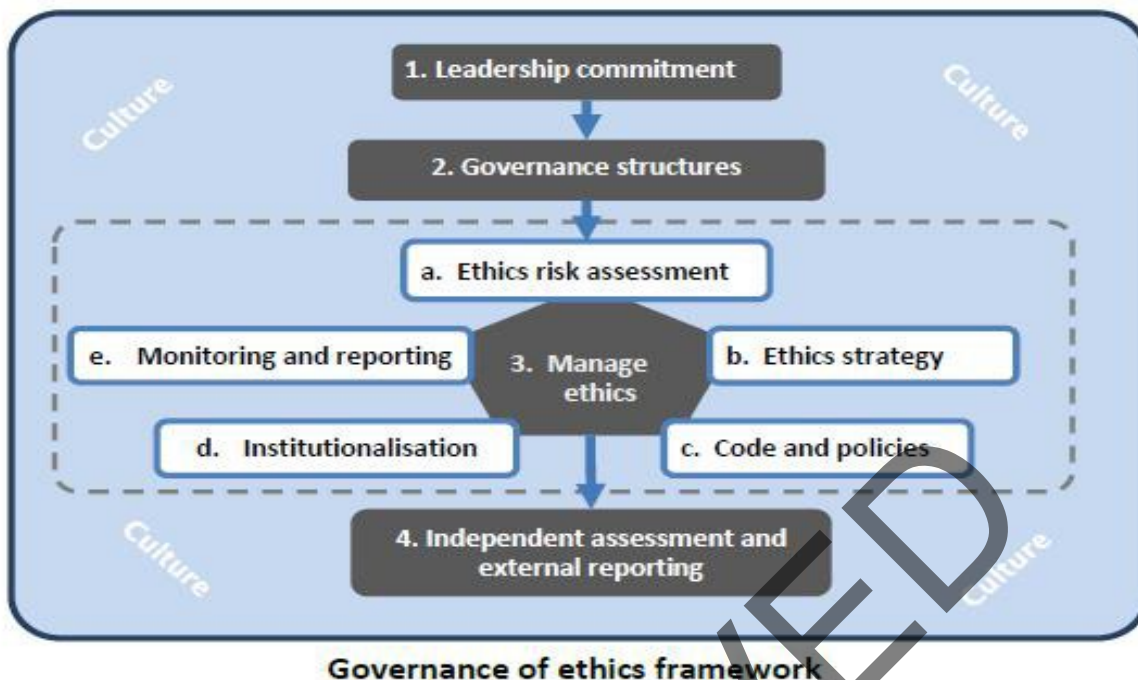 Culture
Culture
1. Leadership commitment
2. Governance structures
a. Ethics risk assessment
e. Monitoring and reporting
3. Manage
ethics
b. Ethics strategy
d. Institutionalisation
c. Code and policies
4. Independent assessment and
external reporting
Culture
Culture
Governance of ethics framework